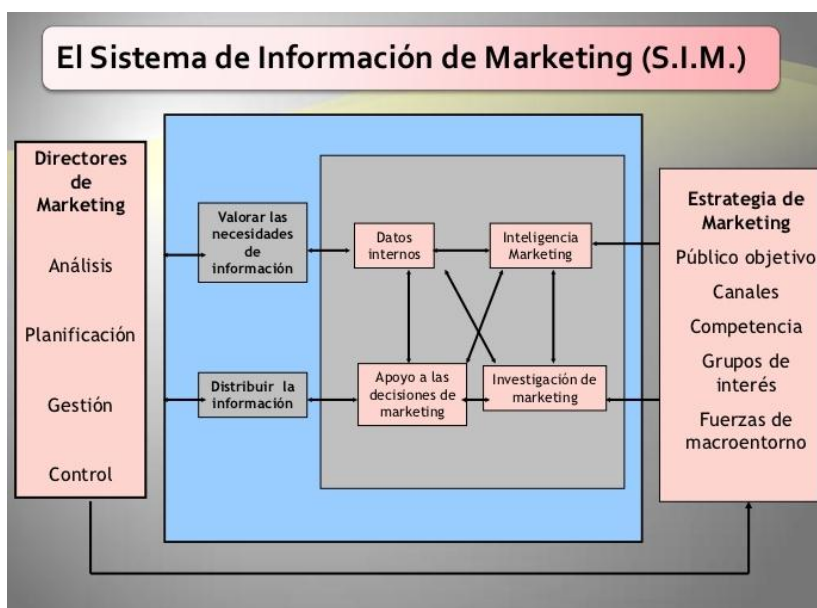 El Sistema de Información de Marketing (S.I.M.)
Directores
de
Marketing
Análisis
Planificación
Gestión
Control
Valorar las
necesidades
de
información
Distribuir la
información
Datos
internos
Inteligencia
Marketing
Apoyo a las
decisiones de
marketing
Investigación de
marketing
Estrategia de
Marketing
Público objetivo
Canales
Competencia
Grupos de
interés
Fuerzas de
macroentorno